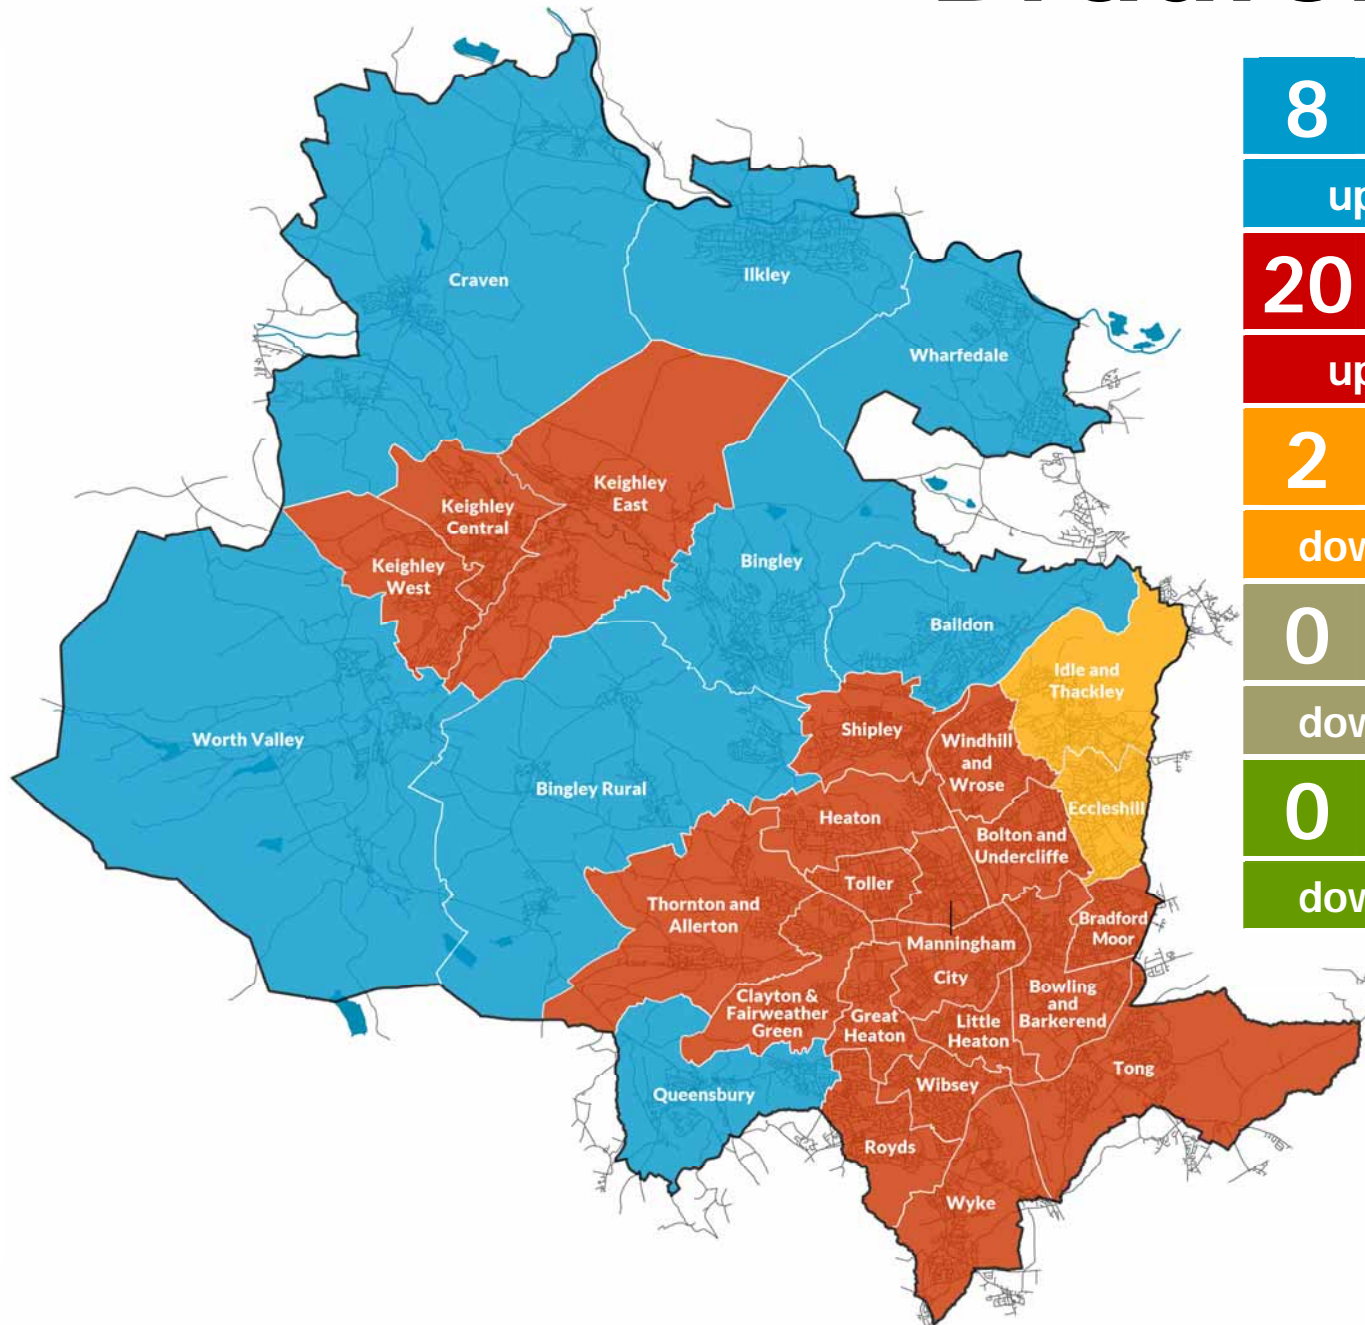 8
up
20
up
2
0
0
Craven
Ilkley
Wharfedale
Keighley
East
Keighley
Central
Keighley
West
Bingley
Baildon
Idle and
Thackley
Worth Valley
Bingley Rural
Shipley
Windhill
and
Wrose
Heaton
Eccleshill
Bolton and
Undercliffe
Toller
Thornton and
Allerton
Bradford
Moor
Manningham
City
Clayton &
Fairweather
Green
Great
Heaton
Little
Heaton
Bowling
and
Barkerend
Tong
Queensbury
Wibsey
Royds
Wyke